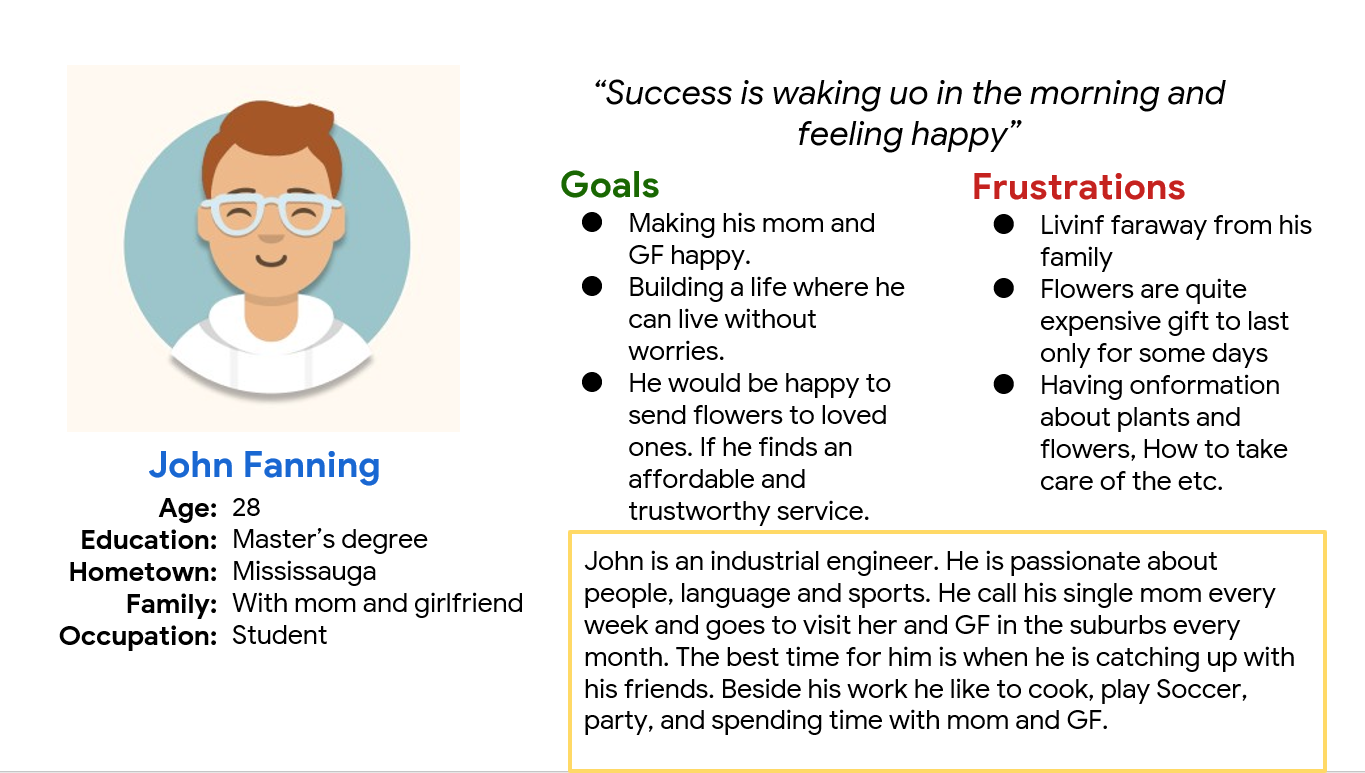 “Success is waking uo in the morning and
feeling happy”
Goals
● Making his mom and
GF happy.
● Building a life where he
can live without
worries.
● He would be happy to
send flowers to loved
ones. If he finds an
affordable and
trustworthy service.
Frustrations
● Livinf faraway from his
family
● Flowers are quite
expensive gift to last
only for some days
● Having onformation
about plants and
flowers, How to take
care of the etc.
John Fanning
Age: 28
Education: Master’s degree
Hometown: Mississauga
Family: With mom and girlfriend
Occupation: Student
John is an industrial engineer. He is passionate about
people, language and sports. He call his single mom every
week and goes to visit her and GF in the suburbs every
month. The best time for him is when he is catching up with
his friends. Beside his work he like to cook, play Soccer,
party, and spending time with mom and GF.